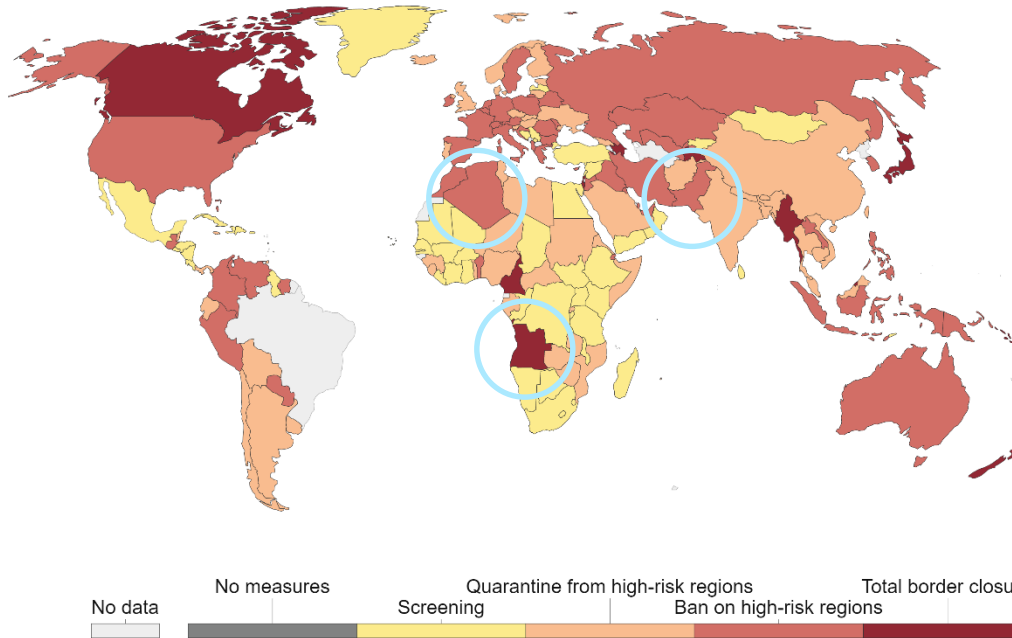 No measures
Quarantine from high-risk regions
Total border closu
No data
Screening
Ban on high-risk regions